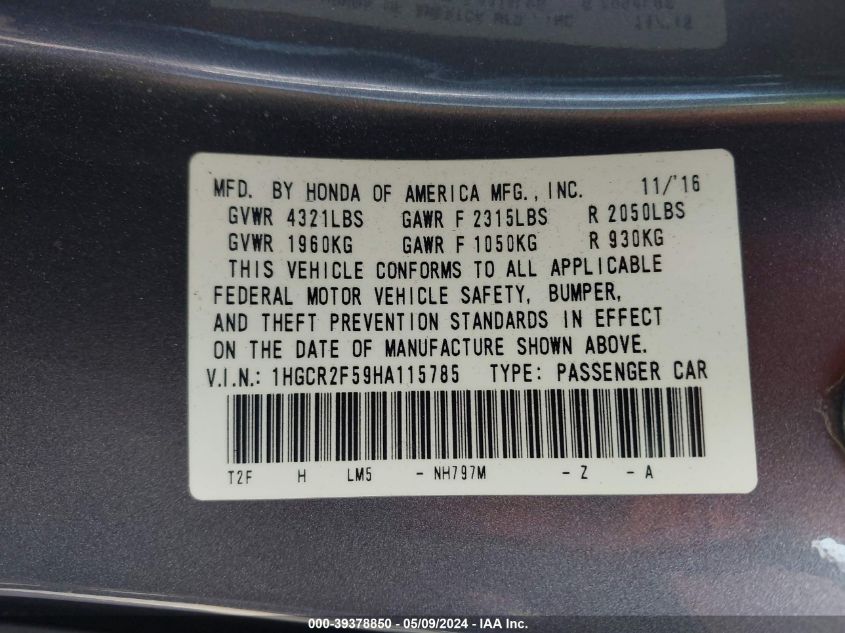 MFD. BY HONDA OF AMERICA MFG., INC. 11/'16
GVWR 4321LBS GAWR F 2315LBS R 2050LBS
GVWR 1960KG GAWR F 1050KG R 930KG
THIS VEHICLE CONFORMS TO ALL APPLICABLE
FEDERAL MOTOR VEHICLE SAFETY, BUMPER,
AND THEFT PREVENTION STANDARDS IN EFFECT
ON THE DATE OF MANUFACTURE SHOWN ABOVE.
V.I.N.: 1HGCR2F59HA115785 TYPE: PASSENGER CAR
T2F H LM5 - NH797M - Z - A
000-39378850 - 05/09/2024 - IAA Inc.